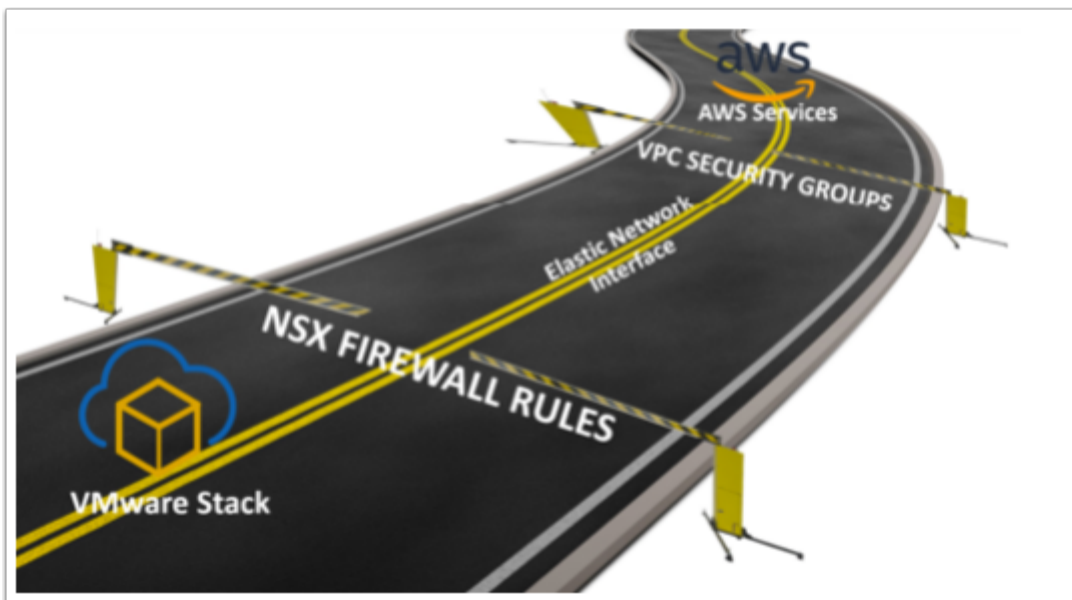 aws
AWS Services
VPC SECURITY GROUPS
Elastic Network
Interface
NSX FIREWALL RULES
VMware Stack